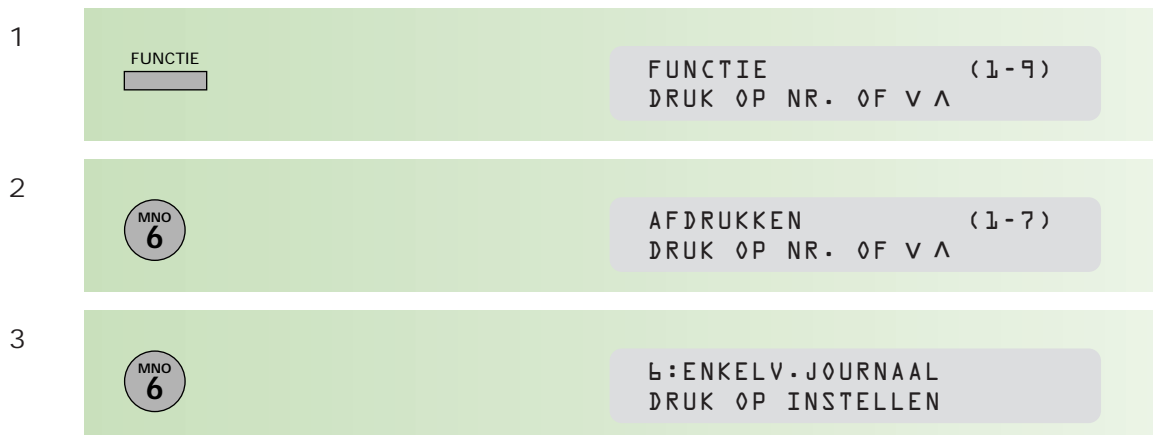 1
FUNCTIE
FUNCTIE (1-9)
DRUK OP NR. OF ∨ ∧
2
MNO
6
AFDRUKKEN (1-7)
DRUK OP NR. OF ∨ ∧
3
MNO
6
6:ENKELV.JOURNAAL
DRUK OP INSTELLEN